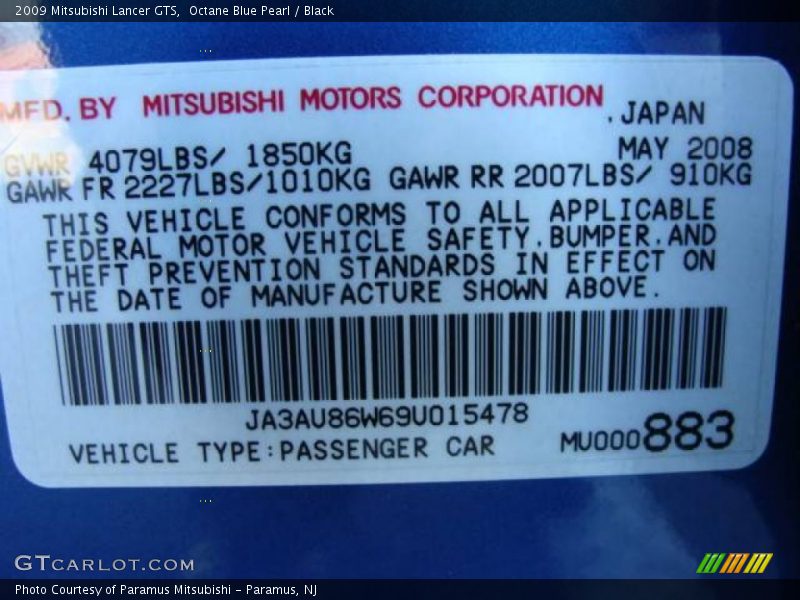 2009 Mitsubishi Lancer GTS,  Octane Blue Pearl / Black
MFD. BY MITSUBISHI MOTORS CORPORATION
.JAPAN
GVWR 4079LBS/ 1850KG MAY 2008
GAWR FR 2227LBS/1010KG GAWR RR 2007LBS/ 910KG
THIS VEHICLE CONFORMS TO ALL APPLICABLE
FEDERAL MOTOR VEHICLE SAFETY.BUMPER.AND
THEFT PREVENTION STANDARDS IN EFFECT ON
THE DATE OF MANUFACTURE SHOWN ABOVE.
JA3AU86W69U015478
VEHICLE TYPE:PASSENGER CAR MU000883
GTCARLOT.COM
Photo Courtesy of Paramus Mitsubishi - Paramus, NJ